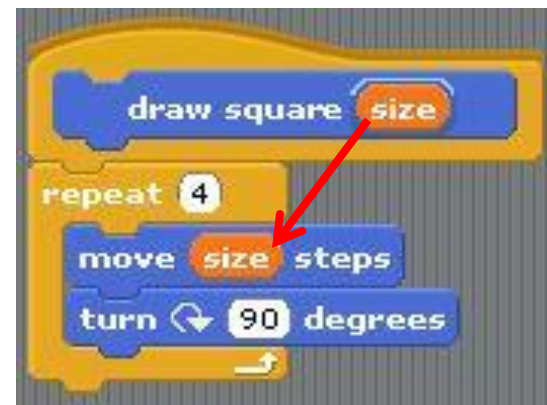 draw square size
repeat 4
move size steps
turn 90 degrees